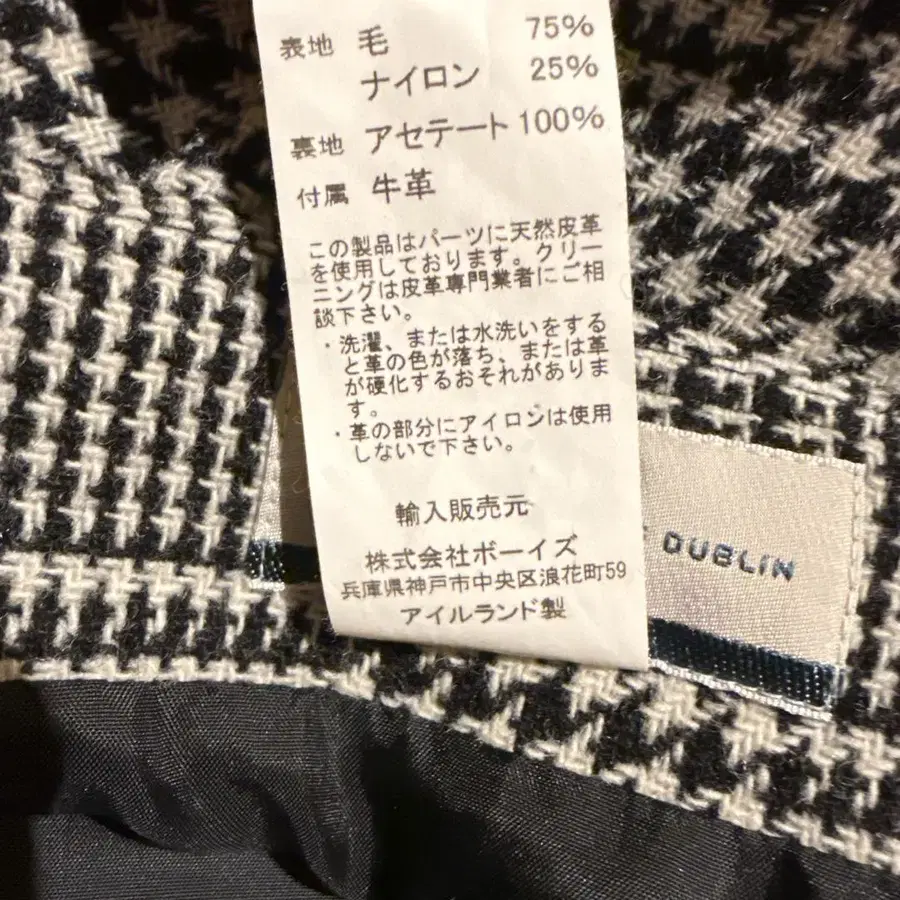 表地 毛 75%
ナイロン 25%
裏地 アセテート 100%
付属 牛革
この製品はパーツに天然皮革
を使用しております。クリー
ニングは皮革専門業者にご相
談下さい。
・洗濯、または水洗いをする
と革の色が落ち、または革
が硬化するおそれがありま
す。
・革の部分にアイロンは使用
しないで下さい。
輸入販売元
株式会社ボーイズ
兵庫県神戸市中央区浪花町59
アイルランド製
DUBLIN